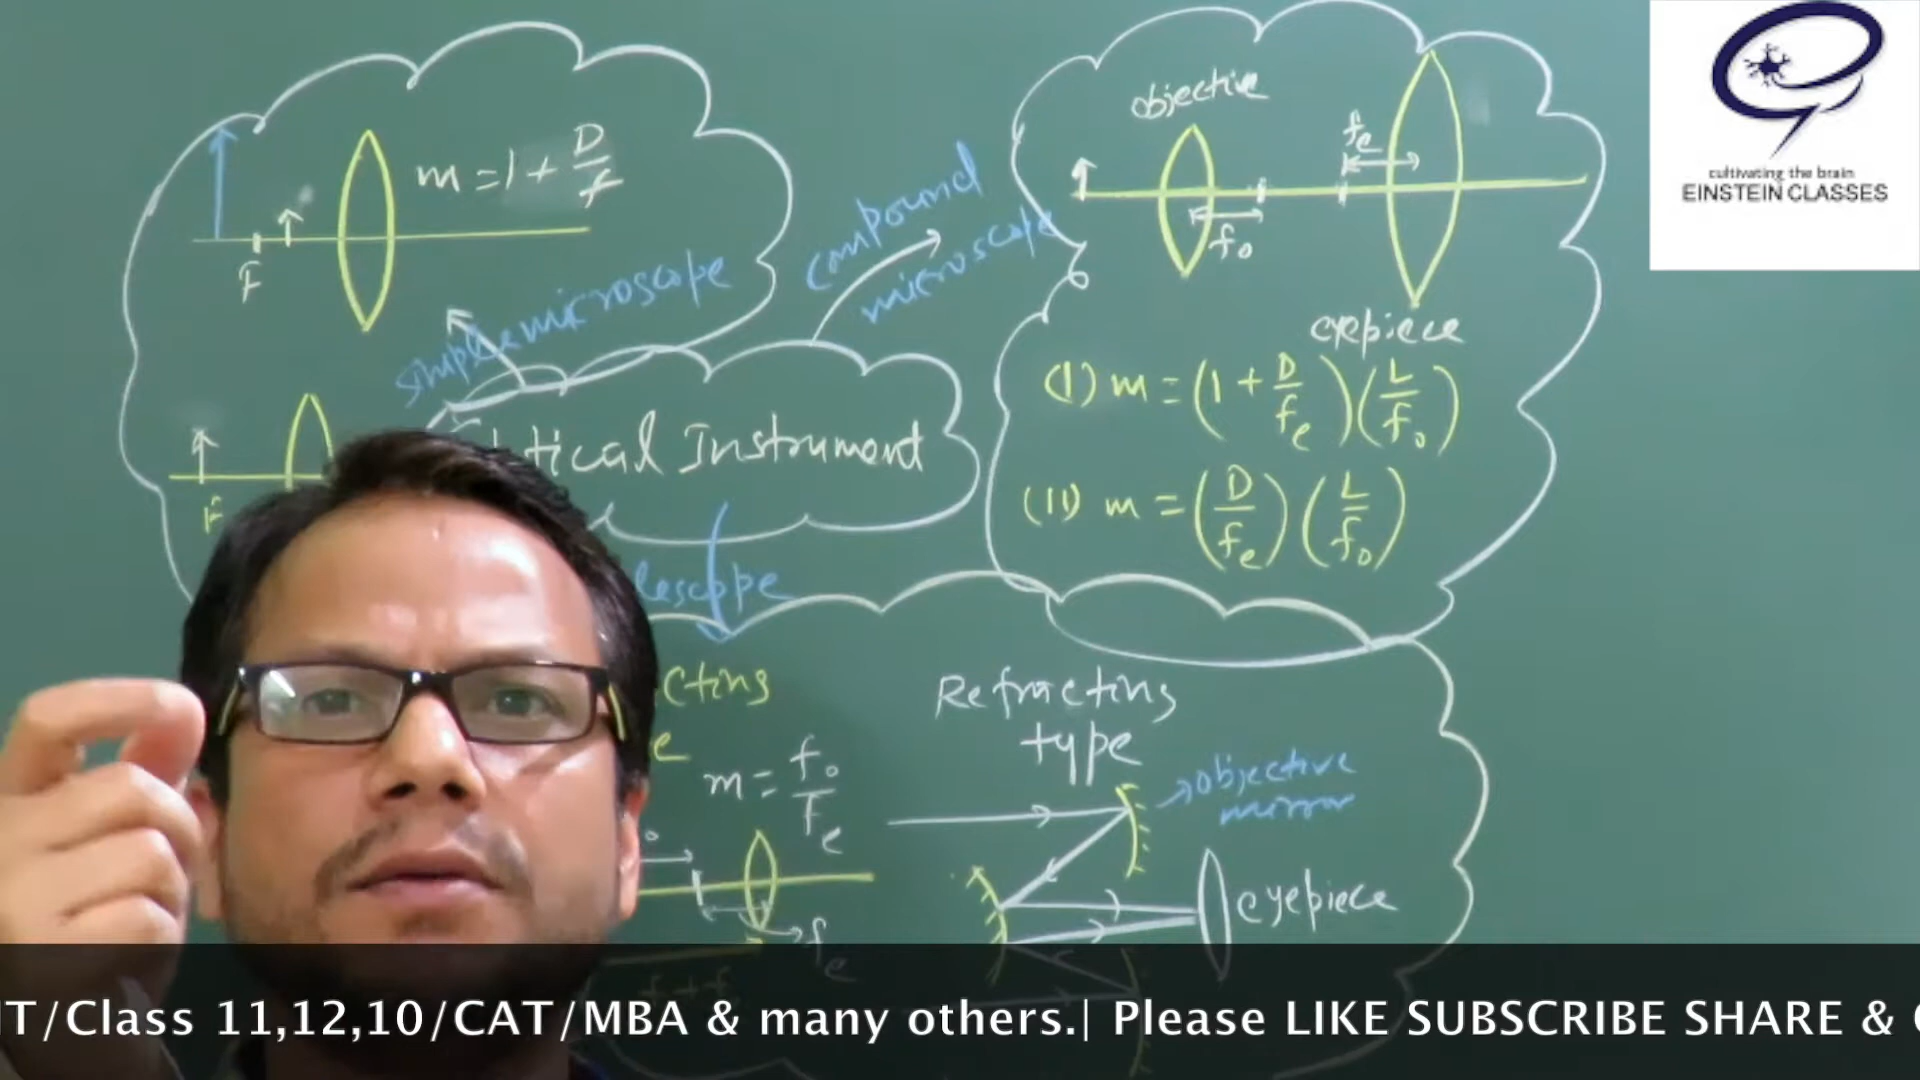 m = 1 + D/f
F
simple microscope
compound
microscope
objective
fe
fo
eyepiece
(I) m = (1 + D/fe)(L/fo)
(II) m = (D/fe)(L/fo)
F
tical Instrument
lescope
cting
e
m = fo/Fe
fe
Refracting
type
objective
mirror
eyepiece
cultivating the brain
EINSTEIN CLASSES
IT/Class 11,12,10/CAT/MBA & many others.| Please LIKE SUBSCRIBE SHARE &